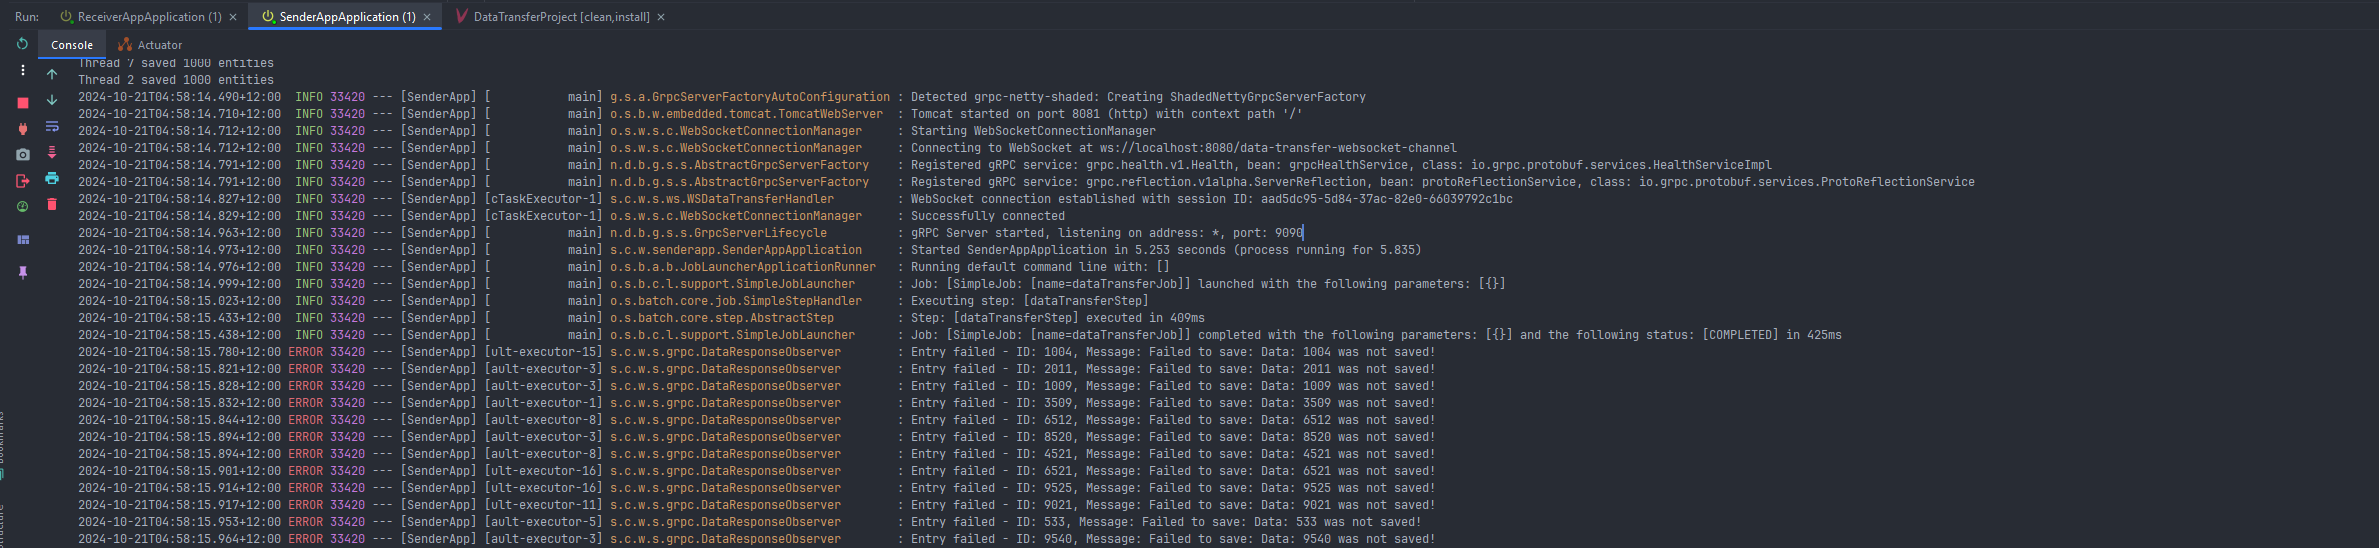 Run: ReceiverAppApplication (1) × SenderAppApplication (1) × DataTransferProject [clean,install] ×
Console Actuator
Thread 7 saved 1000 entities
Thread 2 saved 1000 entities
2024-10-21T04:58:14.490+12:00 INFO 33420 --- [SenderApp] [ main] g.s.a.GrpcServerFactoryAutoConfiguration : Detected grpc-netty-shaded: Creating ShadedNettyGrpcServerFactory
2024-10-21T04:58:14.710+12:00 INFO 33420 --- [SenderApp] [ main] o.s.b.w.embedded.tomcat.TomcatWebServer : Tomcat started on port 8081 (http) with context path '/'
2024-10-21T04:58:14.712+12:00 INFO 33420 --- [SenderApp] [ main] o.s.w.s.c.WebSocketConnectionManager : Starting WebSocketConnectionManager
2024-10-21T04:58:14.712+12:00 INFO 33420 --- [SenderApp] [ main] o.s.w.s.c.WebSocketConnectionManager : Connecting to WebSocket at ws://localhost:8080/data-transfer-websocket-channel
2024-10-21T04:58:14.791+12:00 INFO 33420 --- [SenderApp] [ main] n.d.b.g.s.s.AbstractGrpcServerFactory : Registered gRPC service: grpc.health.v1.Health, bean: grpcHealthService, class: io.grpc.protobuf.services.HealthServiceImpl
2024-10-21T04:58:14.791+12:00 INFO 33420 --- [SenderApp] [ main] n.d.b.g.s.s.AbstractGrpcServerFactory : Registered gRPC service: grpc.reflection.v1alpha.ServerReflection, bean: protoReflectionService, class: io.grpc.protobuf.services.ProtoReflectionService
2024-10-21T04:58:14.827+12:00 INFO 33420 --- [SenderApp] [cTaskExecutor-1] s.c.w.s.ws.WSDataTransferHandler : WebSocket connection established with session ID: aad5dc95-5d84-37ac-82e0-66039792c1bc
2024-10-21T04:58:14.829+12:00 INFO 33420 --- [SenderApp] [cTaskExecutor-1] o.s.w.s.c.WebSocketConnectionManager : Successfully connected
2024-10-21T04:58:14.963+12:00 INFO 33420 --- [SenderApp] [ main] n.d.b.g.s.s.GrpcServerLifecycle : gRPC Server started, listening on address: *, port: 9090
2024-10-21T04:58:14.973+12:00 INFO 33420 --- [SenderApp] [ main] s.c.w.senderapp.SenderAppApplication : Started SenderAppApplication in 5.253 seconds (process running for 5.835)
2024-10-21T04:58:14.976+12:00 INFO 33420 --- [SenderApp] [ main] o.s.b.a.b.JobLauncherApplicationRunner : Running default command line with: []
2024-10-21T04:58:14.999+12:00 INFO 33420 --- [SenderApp] [ main] o.s.b.c.l.support.SimpleJobLauncher : Job: [SimpleJob: [name=dataTransferJob]] launched with the following parameters: [{}]
2024-10-21T04:58:15.023+12:00 INFO 33420 --- [SenderApp] [ main] o.s.batch.core.job.SimpleStepHandler : Executing step: [dataTransferStep]
2024-10-21T04:58:15.433+12:00 INFO 33420 --- [SenderApp] [ main] o.s.batch.core.step.AbstractStep : Step: [dataTransferStep] executed in 409ms
2024-10-21T04:58:15.438+12:00 INFO 33420 --- [SenderApp] [ main] o.s.b.c.l.support.SimpleJobLauncher : Job: [SimpleJob: [name=dataTransferJob]] completed with the following parameters: [{}] and the following status: [COMPLETED] in 425ms
2024-10-21T04:58:15.780+12:00 ERROR 33420 --- [SenderApp] [ult-executor-15] s.c.w.s.grpc.DataResponseObserver : Entry failed - ID: 1004, Message: Failed to save: Data: 1004 was not saved!
2024-10-21T04:58:15.821+12:00 ERROR 33420 --- [SenderApp] [ault-executor-3] s.c.w.s.grpc.DataResponseObserver : Entry failed - ID: 2011, Message: Failed to save: Data: 2011 was not saved!
2024-10-21T04:58:15.828+12:00 ERROR 33420 --- [SenderApp] [ault-executor-3] s.c.w.s.grpc.DataResponseObserver : Entry failed - ID: 1009, Message: Failed to save: Data: 1009 was not saved!
2024-10-21T04:58:15.832+12:00 ERROR 33420 --- [SenderApp] [ault-executor-1] s.c.w.s.grpc.DataResponseObserver : Entry failed - ID: 3509, Message: Failed to save: Data: 3509 was not saved!
2024-10-21T04:58:15.844+12:00 ERROR 33420 --- [SenderApp] [ault-executor-8] s.c.w.s.grpc.DataResponseObserver : Entry failed - ID: 6512, Message: Failed to save: Data: 6512 was not saved!
2024-10-21T04:58:15.894+12:00 ERROR 33420 --- [SenderApp] [ault-executor-3] s.c.w.s.grpc.DataResponseObserver : Entry failed - ID: 8520, Message: Failed to save: Data: 8520 was not saved!
2024-10-21T04:58:15.894+12:00 ERROR 33420 --- [SenderApp] [ault-executor-8] s.c.w.s.grpc.DataResponseObserver : Entry failed - ID: 4521, Message: Failed to save: Data: 4521 was not saved!
2024-10-21T04:58:15.901+12:00 ERROR 33420 --- [SenderApp] [ult-executor-16] s.c.w.s.grpc.DataResponseObserver : Entry failed - ID: 6521, Message: Failed to save: Data: 6521 was not saved!
2024-10-21T04:58:15.914+12:00 ERROR 33420 --- [SenderApp] [ult-executor-16] s.c.w.s.grpc.DataResponseObserver : Entry failed - ID: 9525, Message: Failed to save: Data: 9525 was not saved!
2024-10-21T04:58:15.917+12:00 ERROR 33420 --- [SenderApp] [ult-executor-11] s.c.w.s.grpc.DataResponseObserver : Entry failed - ID: 9021, Message: Failed to save: Data: 9021 was not saved!
2024-10-21T04:58:15.953+12:00 ERROR 33420 --- [SenderApp] [ault-executor-5] s.c.w.s.grpc.DataResponseObserver : Entry failed - ID: 533, Message: Failed to save: Data: 533 was not saved!
2024-10-21T04:58:15.964+12:00 ERROR 33420 --- [SenderApp] [ault-executor-3] s.c.w.s.grpc.DataResponseObserver : Entry failed - ID: 9540, Message: Failed to save: Data: 9540 was not saved!